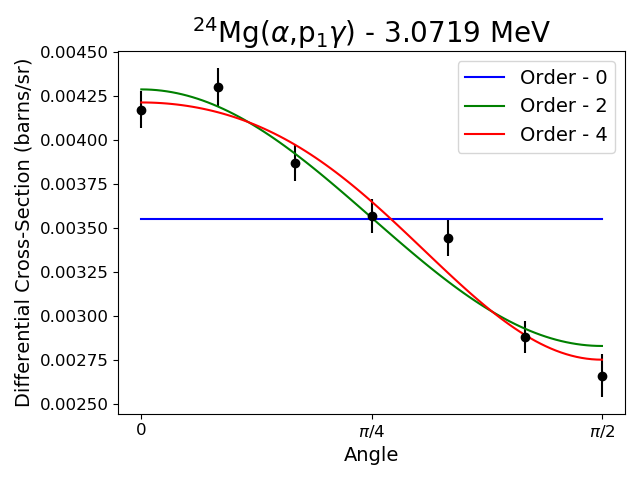 ²⁴Mg(α,p₁γ) - 3.0719 MeV
Differential Cross-Section (barns/sr)
0.00450
0.00425
0.00400
0.00375
0.00350
0.00325
0.00300
0.00275
0.00250
Order - 0
Order - 2
Order - 4
0 π/4 π/2
Angle